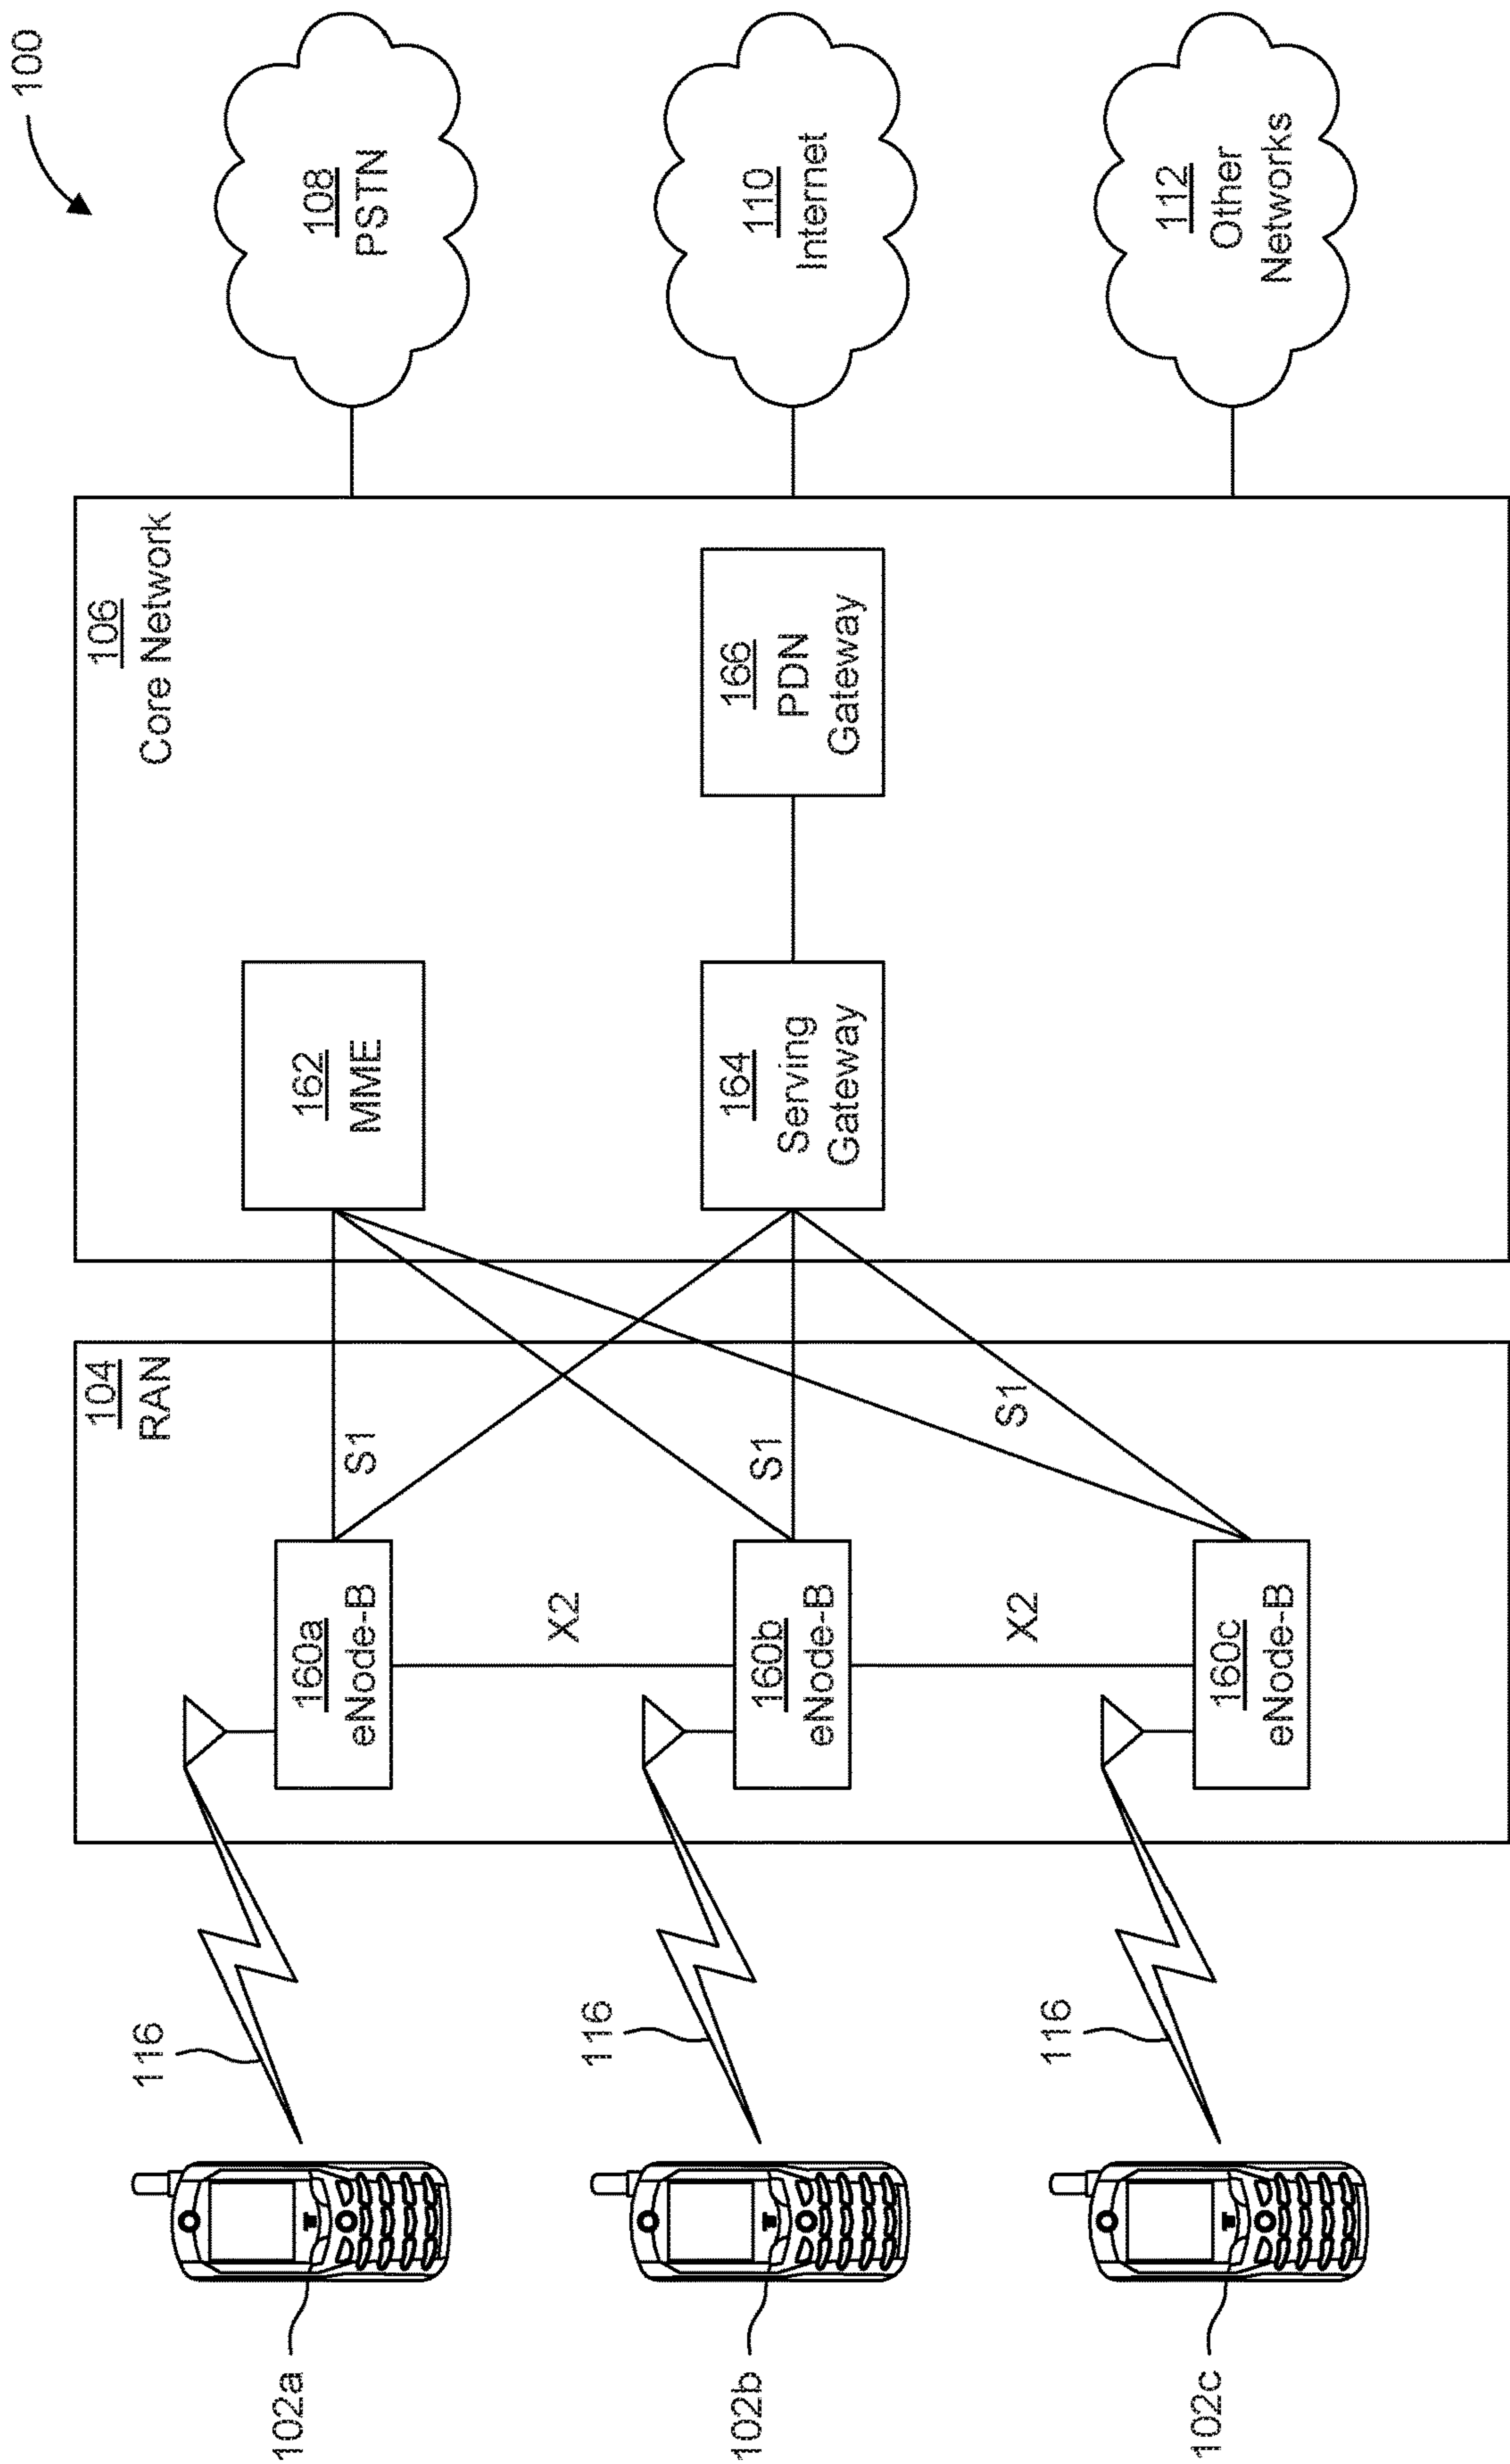 100
102a
116
104
RAN
160a
eNode-B
S1
106
Core Network
162
MME
108
PSTN
X2
102b
116
160b
eNode-B
S1
164
Serving
Gateway
166
PDN
Gateway
110
Internet
X2
S1
102c
116
160c
eNode-B
112
Other
Networks